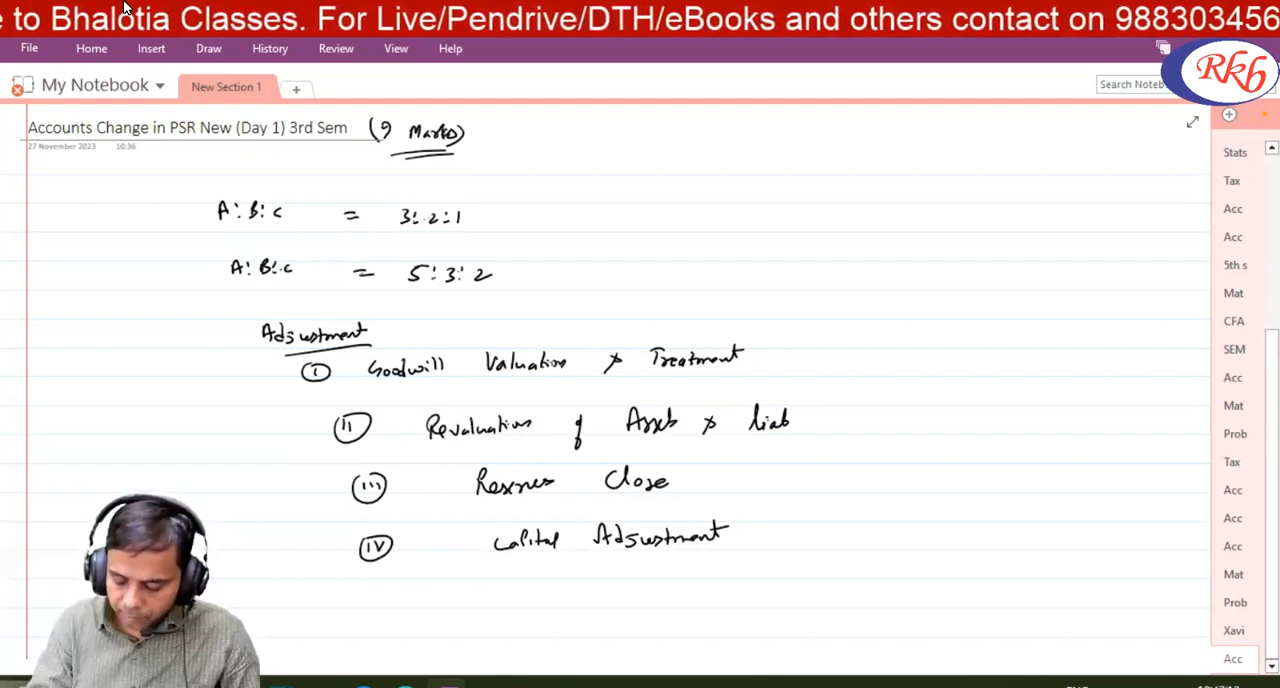 e to Bhalotia Classes. For Live/Pendrive/DTH/eBooks and others contact on 988303456
File Home Insert Draw History Review View Help
Rkb
My Notebook New Section 1 + Search Noteb
Accounts Change in PSR New (Day 1) 3rd Sem (9 Marks)
27 November 2023 10:36
A:B:C = 3:2:1
A:B:C = 5:3:2
Adjustment
(i) Goodwill Valuation & Treatment
(ii) Revaluation of Asset & liab
(iii) Reserves Close
(iv) Capital Adjustment
Stats
Tax
Acc
Acc
5th s
Mat
CFA
SEM
Acc
Mat
Prob
Tax
Acc
Acc
Acc
Mat
Prob
Xavi
Acc